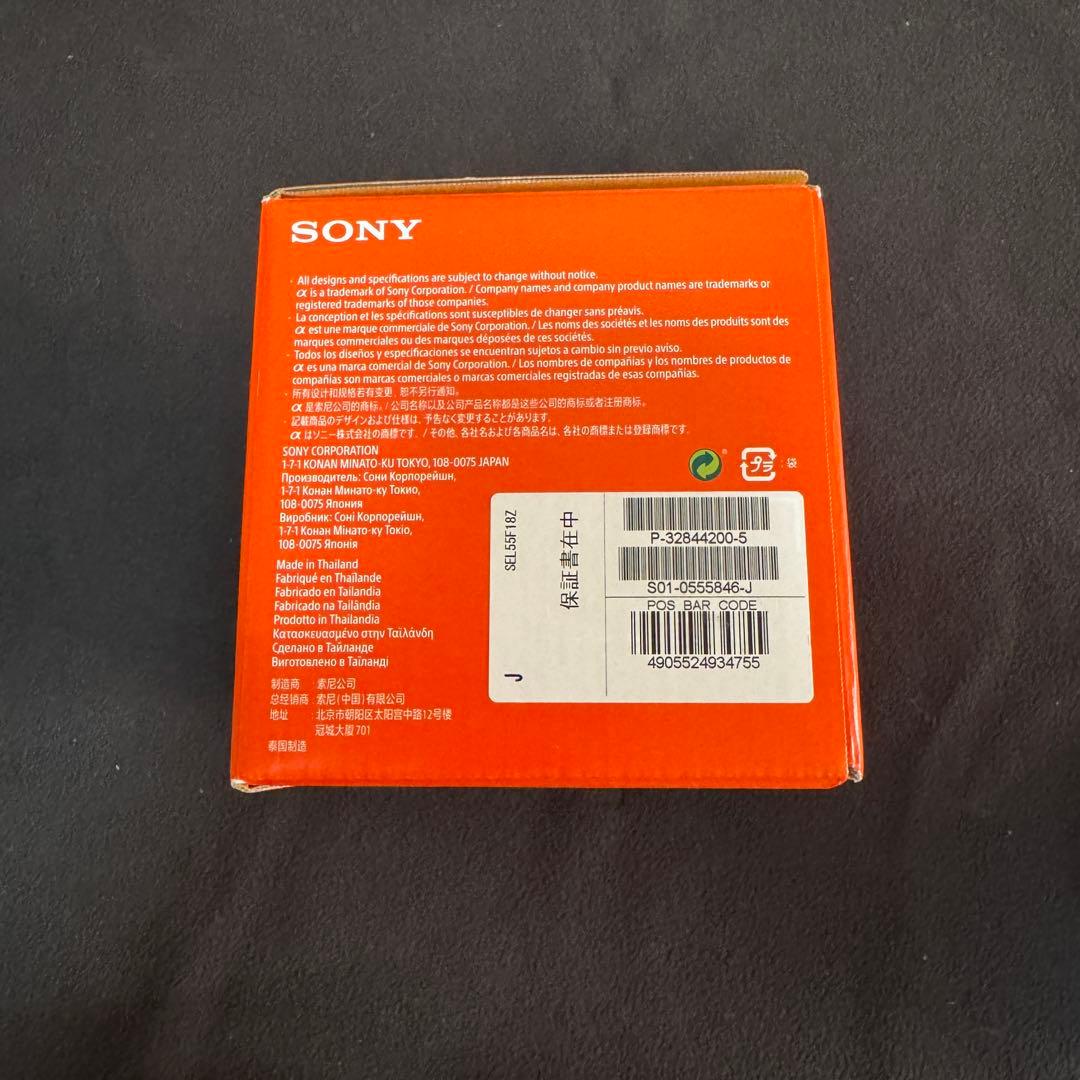 SONY
· All designs and specifications are subject to change without notice.
α is a trademark of Sony Corporation. / Company names and company product names are trademarks or
registered trademarks of those companies.
· La conception et les spécifications sont susceptibles de changer sans préavis.
α est une marque commerciale de Sony Corporation. / Les noms des sociétés et les noms des produits sont des
marques commerciales ou des marques déposées de ces sociétés.
· Todos los diseños y especificaciones se encuentran sujetos a cambio sin previo aviso.
α es una marca comercial de Sony Corporation. / Los nombres de compañías y los nombres de productos de
compañías son marcas comerciales o marcas comerciales registradas de esas compañías.
· 所有设计和规格若有变更，恕不另行通知。
α 是索尼公司的商标。/ 公司名称以及公司产品名称都是这些公司的商标或者注册商标。
· 記載商品のデザインおよび仕様は、予告なく変更することがあります。
α はソニー株式会社の商標です。/ その他、各社名および各商品名は、各社の商標または登録商標です。
SONY CORPORATION
1-7-1 KONAN MINATO-KU TOKYO, 108-0075 JAPAN
Производитель: Сони Корпорейшн,
1-7-1 Конан Минато-ку Токио,
108-0075 Япония
Виробник: Соні Корпорейшн,
1-7-1 Конан Мінато-ку Токіо,
108-0075 Японія
プラ : 袋
Made in Thailand
Fabriqué en Thaïlande
Fabricado en Tailandia
Fabricado na Tailândia
Prodotto in Thailandia
Κατασκευασμένο στην Ταϊλάνδη
Сделано в Тайланде
Виготовлено в Таїланді
制造商 : 索尼公司
总经销商 : 索尼(中国)有限公司
地址 : 北京市朝阳区太阳宫中路12号楼
冠城大厦 701
泰国制造
SEL55F18Z
J
保証書在中
P-32844200-5
S01-0555846-J
POS BAR CODE
4905524934755